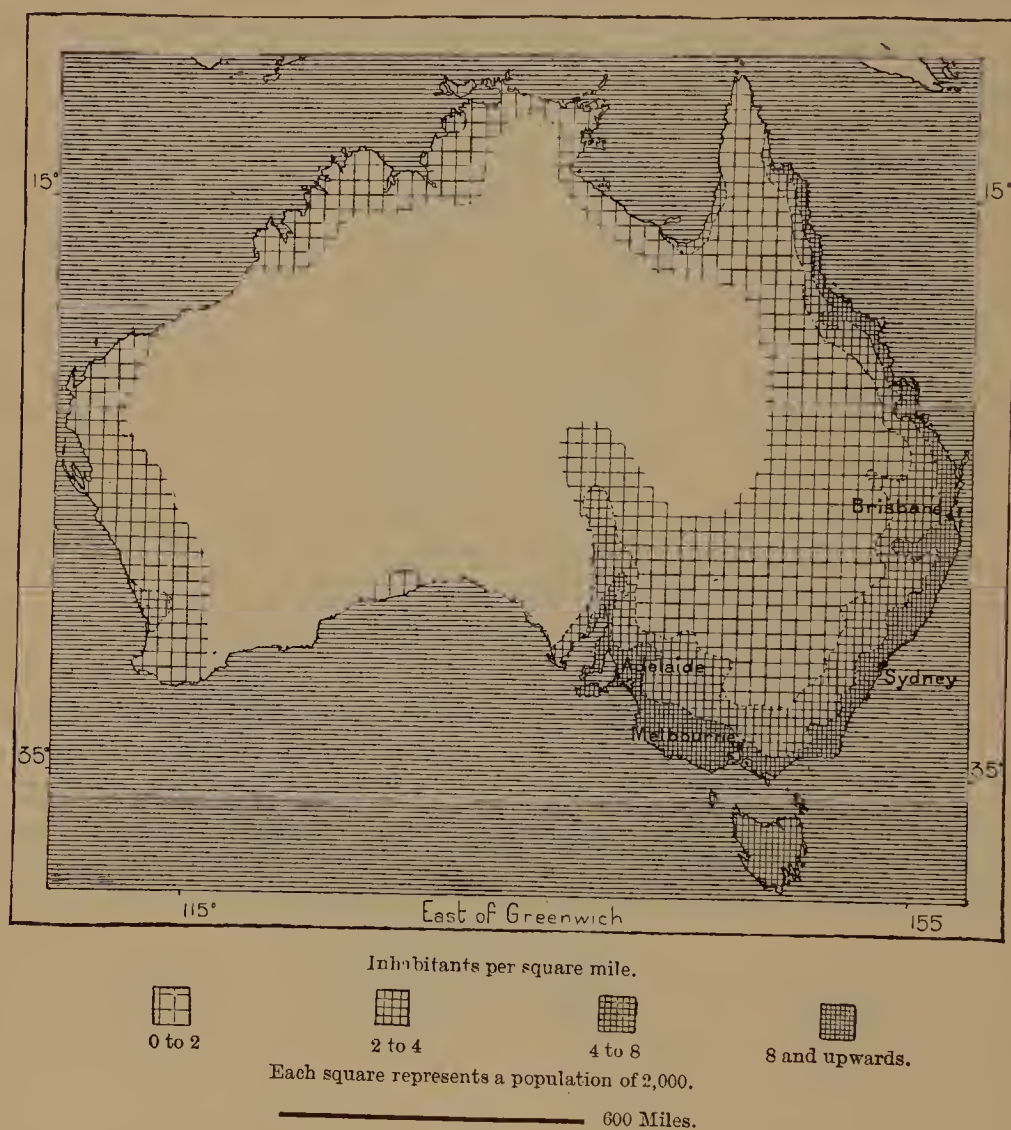 15°
15°
Brisbane
Adelaide
Sydney
Melbourne
35°
35°
115°
East of Greenwich
155
Inhabitants per square mile.
0 to 2
2 to 4
4 to 8
8 and upwards.
Each square represents a population of 2,000.
600 Miles.